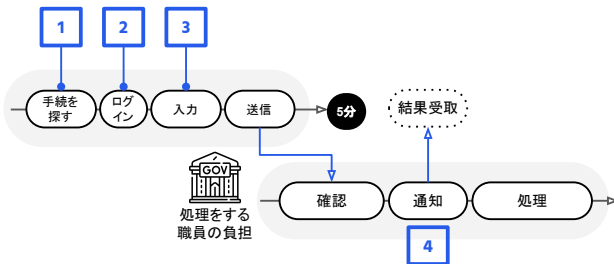 1
2
3
手続を
探す
ログ
イン
入力
送信
5分
結果受取
GOV
処理をする
職員の負担
確認
通知
処理
4